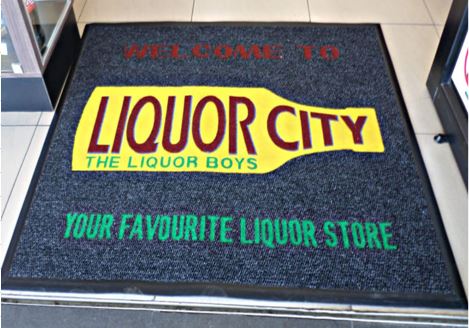 WELCOME TO
LIQUOR CITY
THE LIQUOR BOYS
YOUR FAVOURITE LIQUOR STORE